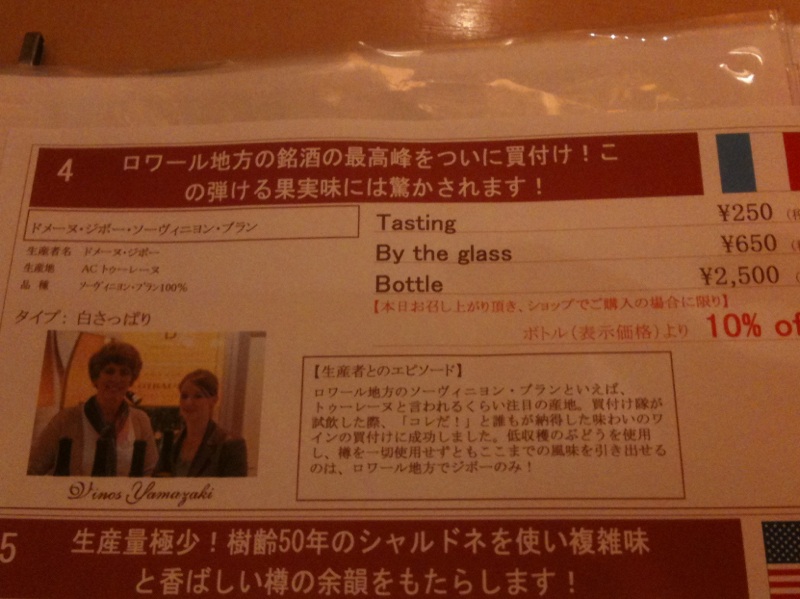 4
ロワール地方の銘酒の最高峰をついに買付け！こ
の弾ける果実味には驚かされます！
ドメーヌ・ジボー・ソーヴィニヨン・ブラン
生産者名 ドメーヌ・ジボー
生産地 AC トゥーレーヌ
品種 ソーヴィニヨン・ブラン100%
タイプ：白さっぱり
Tasting ¥250
By the glass ¥650
Bottle ¥2,500
【本日お召し上がり頂き、ショップでご購入の場合に限り】
ボトル（表示価格）より 10% of
【生産者とのエピソード】
ロワール地方のソーヴィニヨン・ブランといえば、
トゥーレーヌと言われるくらい注目の産地。買付け隊が
試飲した際、「コレだ！」と誰もが納得した味わいのワ
インの買付けに成功しました。低収穫のぶどうを使用
し、樽を一切使用せずともここまでの風味を引き出せる
のは、ロワール地方でジボーのみ！
Vinos Yamazaki
5
生産量極少！樹齢50年のシャルドネを使い複雑味
と香ばしい樽の余韻をもたらします！